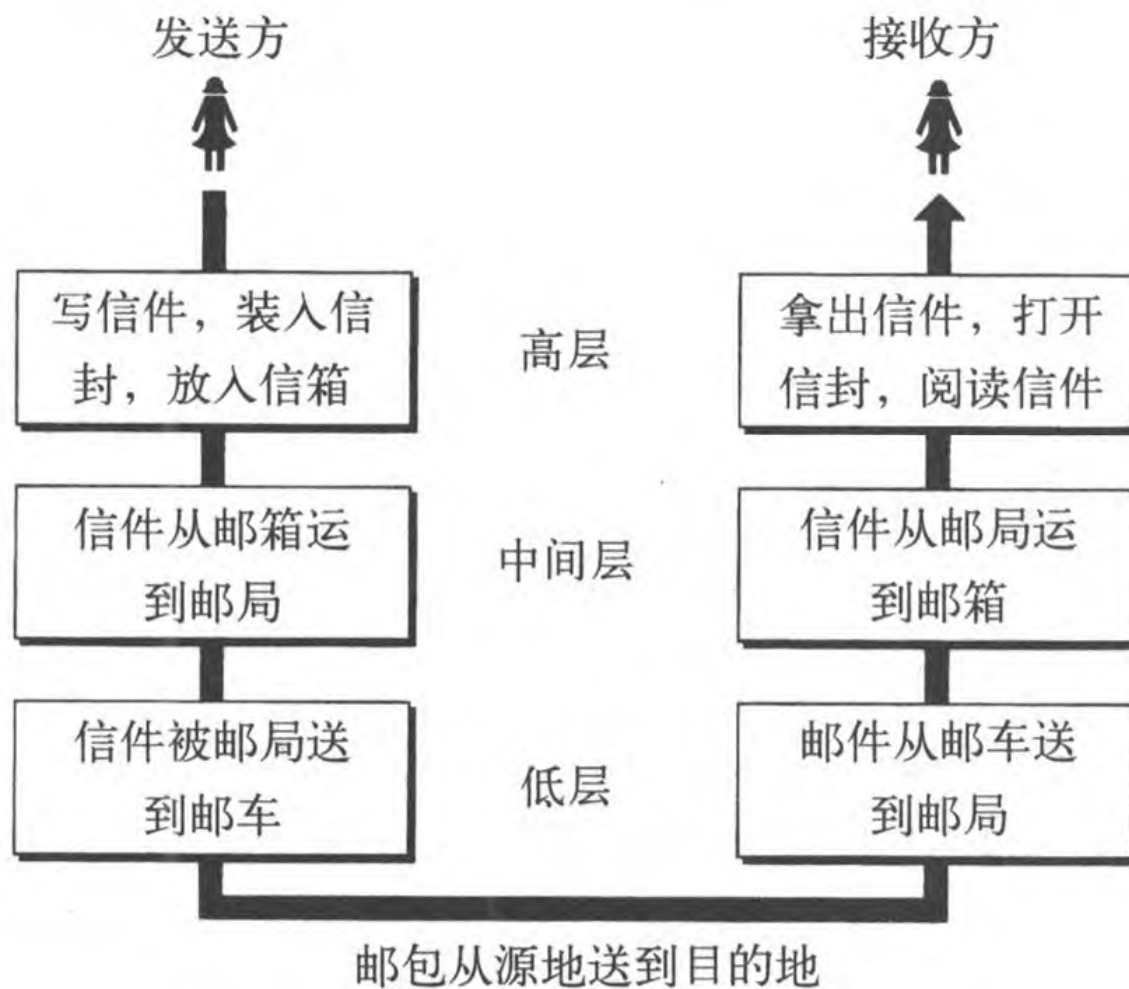 发送方
接收方
写信件，装入信
封，放入信箱
高层
拿出信件，打开
信封，阅读信件
信件从邮箱运
到邮局
中间层
信件从邮局运
到邮箱
信件被邮局送
到邮车
低层
邮件从邮车送
到邮局
邮包从源地送到目的地